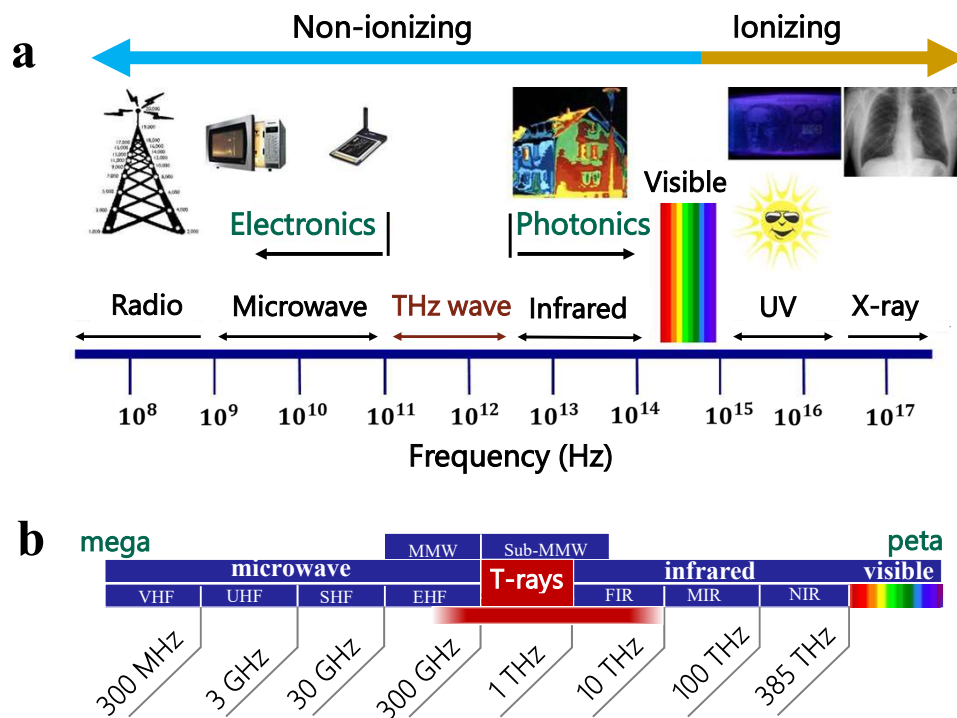 a
Non-ionizing
Ionizing
Visible
Electronics
Photonics
Radio
Microwave
THz wave
Infrared
UV
X-ray
10⁸
10⁹
10¹⁰
10¹¹
10¹²
10¹³
10¹⁴
10¹⁵
10¹⁶
10¹⁷
Frequency (Hz)
b
mega
peta
MMW
Sub-MMW
microwave
T-rays
infrared
visible
VHF
UHF
SHF
EHF
FIR
MIR
NIR
300 MHz
3 GHz
30 GHz
300 GHz
1 THz
10 THz
100 THz
385 THz